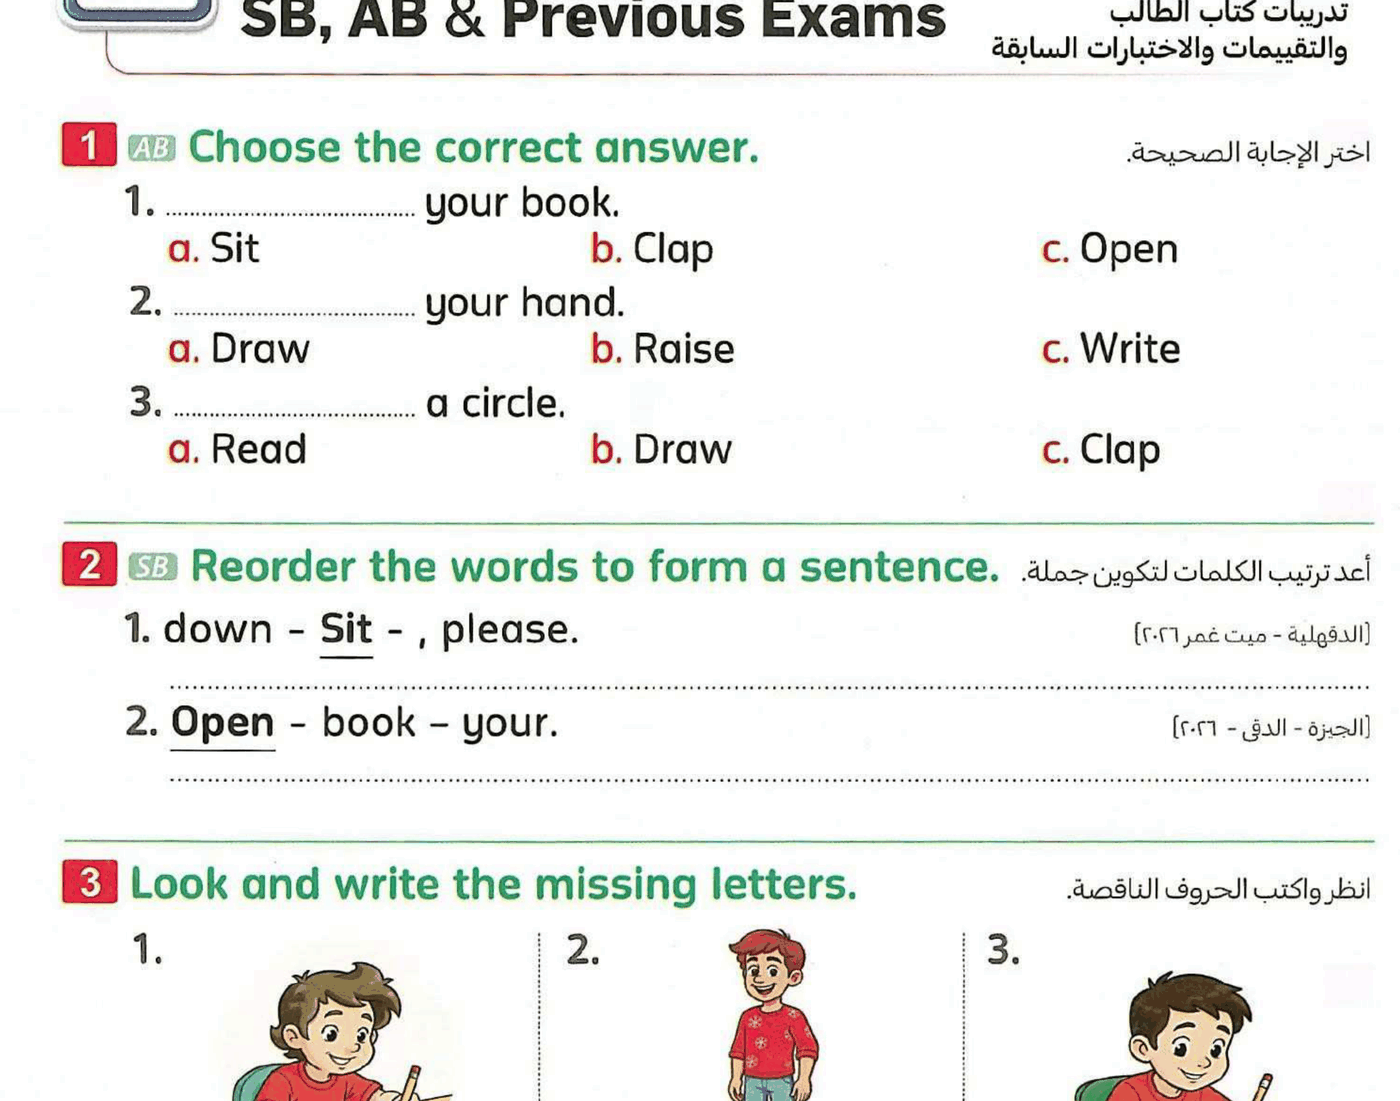 SB, AB & Previous Exams
تدريبات كتاب الطالب
والتقييمات والاختبارات السابقة
1 AB Choose the correct answer. اختر الإجابة الصحيحة.
1. ........................ your book.
a. Sit b. Clap c. Open
2. ........................ your hand.
a. Draw b. Raise c. Write
3. ........................ a circle.
a. Read b. Draw c. Clap
2 SB Reorder the words to form a sentence. أعد ترتيب الكلمات لتكوين جملة.
1. down - Sit - , please. [الدقهلية - ميت غمر ٢٠٢٦]
2. Open - book – your. [الجيزة - الدقى - ٢٠٢٦]
3 Look and write the missing letters. انظر واكتب الحروف الناقصة.
1. 2. 3.